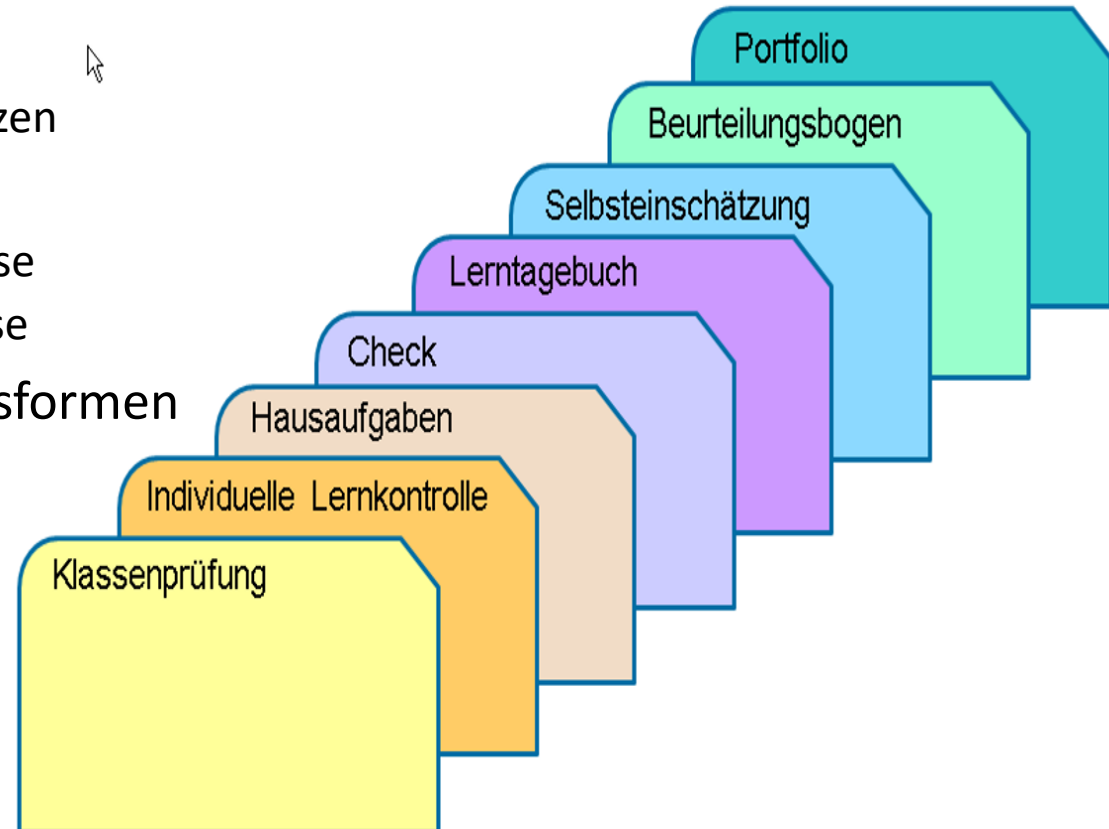 zen
se
se
sformen
Portfolio
Beurteilungsbogen
Selbsteinschätzung
Lerntagebuch
Check
Hausaufgaben
Individuelle Lernkontrolle
Klassenprüfung